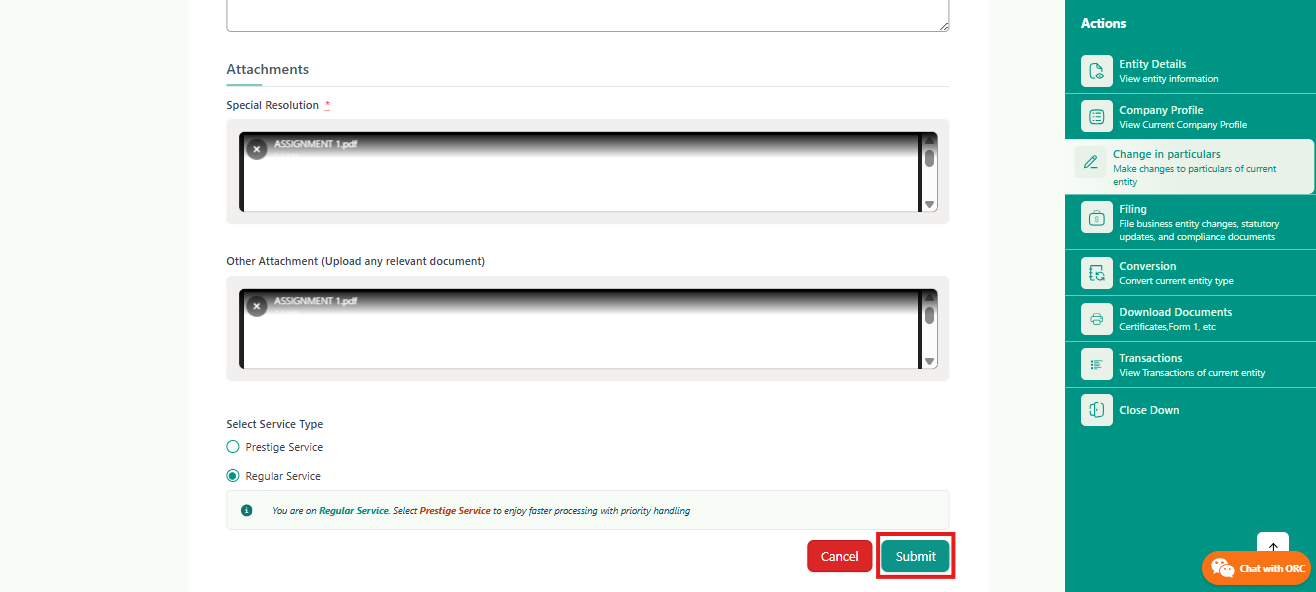 Attachments
Special Resolution *
ASSIGNMENT 1.pdf
Other Attachment (Upload any relevant document)
ASSIGNMENT 1.pdf
Select Service Type
Prestige Service
Regular Service
You are on Regular Service. Select Prestige Service to enjoy faster processing with priority handling
Cancel
Submit
Actions
Entity Details
View entity information
Company Profile
View Current Company Profile
Change in particulars
Make changes to particulars of current
entity
Filing
File business entity changes, statutory
updates, and compliance documents
Conversion
Convert current entity type
Download Documents
Certificates,Form 1, etc
Transactions
View Transactions of current entity
Close Down
Chat with ORC